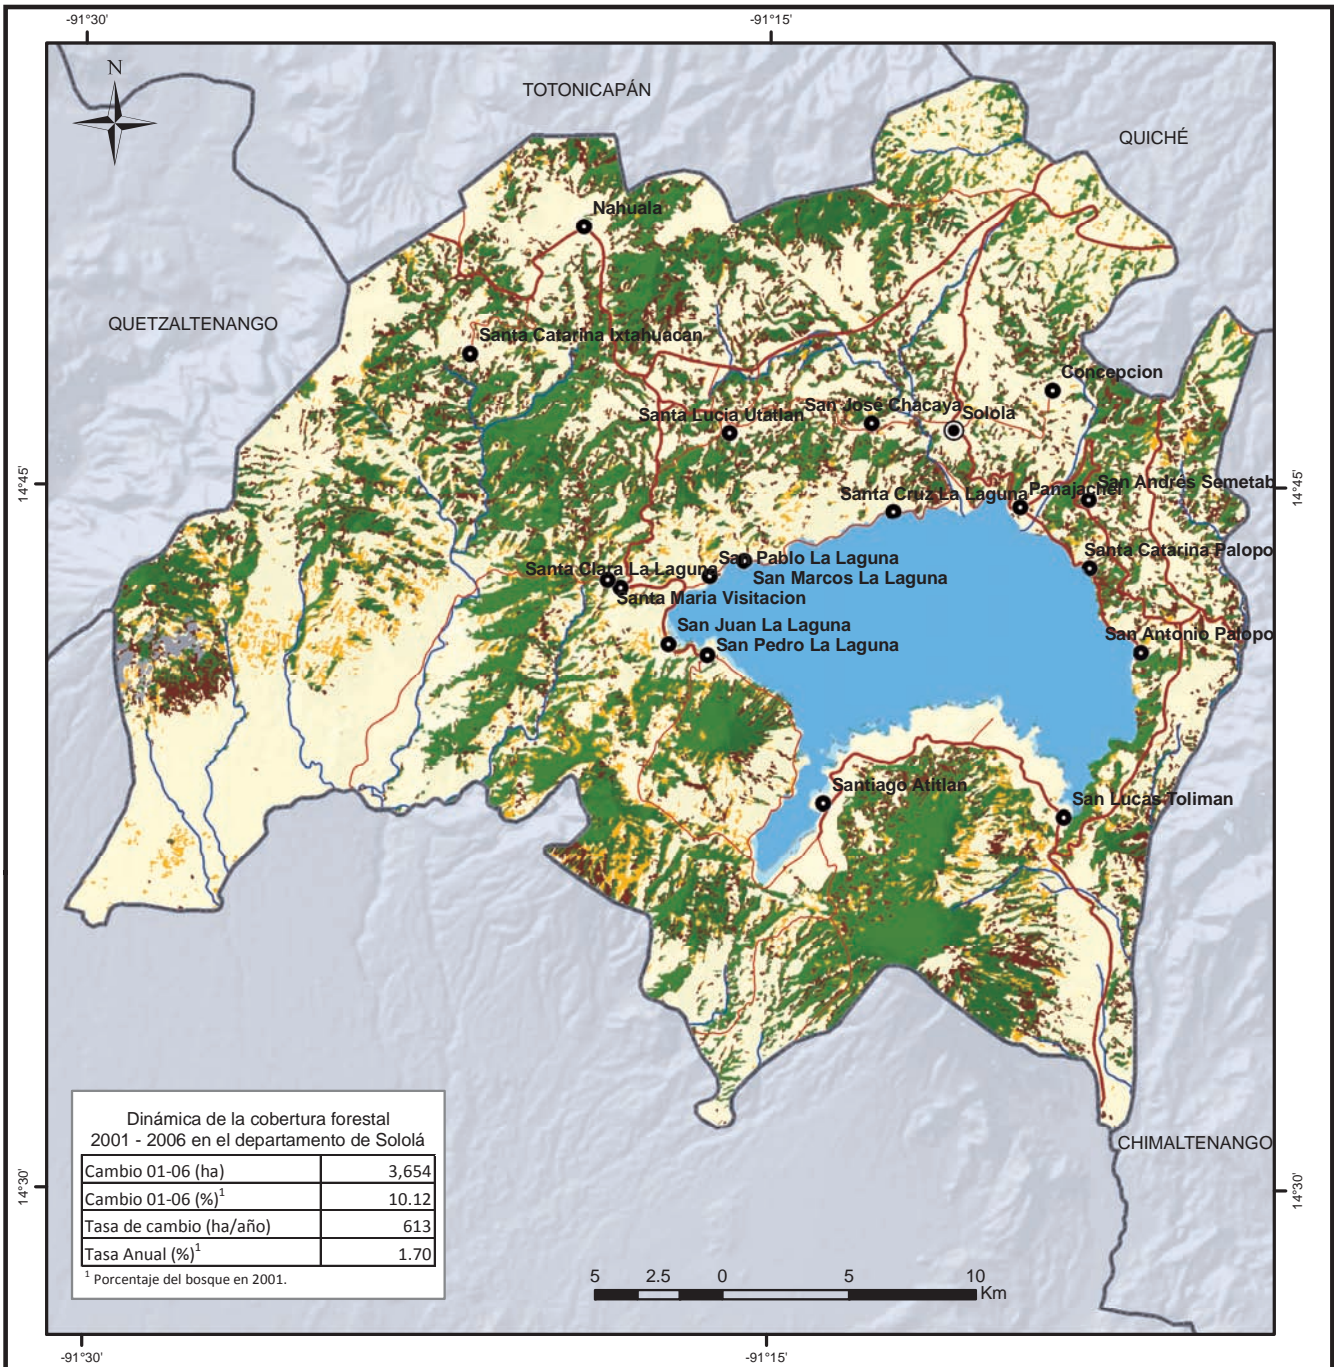 -91°30'
-91°15'
N
TOTONICAPÁN
QUICHÉ
Nahuala
QUETZALTENANGO
Santa Catarina Ixtahuacan
Concepcion
San José Chacaya
Santa Lucia Utatlan
Sololá
14°45'
14°45'
San Andrés Semetab
Santa Cruz La Laguna
Panajachel
Santa Catarina Palopo
San Pablo La Laguna
Santa Clara La Laguna
San Marcos La Laguna
Santa Maria Visitacion
San Juan La Laguna
San Antonio Palopo
San Pedro La Laguna
Santiago Atitlan
San Lucas Toliman
Dinámica de la cobertura forestal
2001 - 2006 en el departamento de Sololá
Cambio 01-06 (ha) 3,654
Cambio 01-06 (%)¹ 10.12
Tasa de cambio (ha/año) 613
Tasa Anual (%)¹ 1.70
¹ Porcentaje del bosque en 2001.
CHIMALTENANGO
14°30'
14°30'
5 2.5 0 5 10
Km
-91°30'
-91°15'